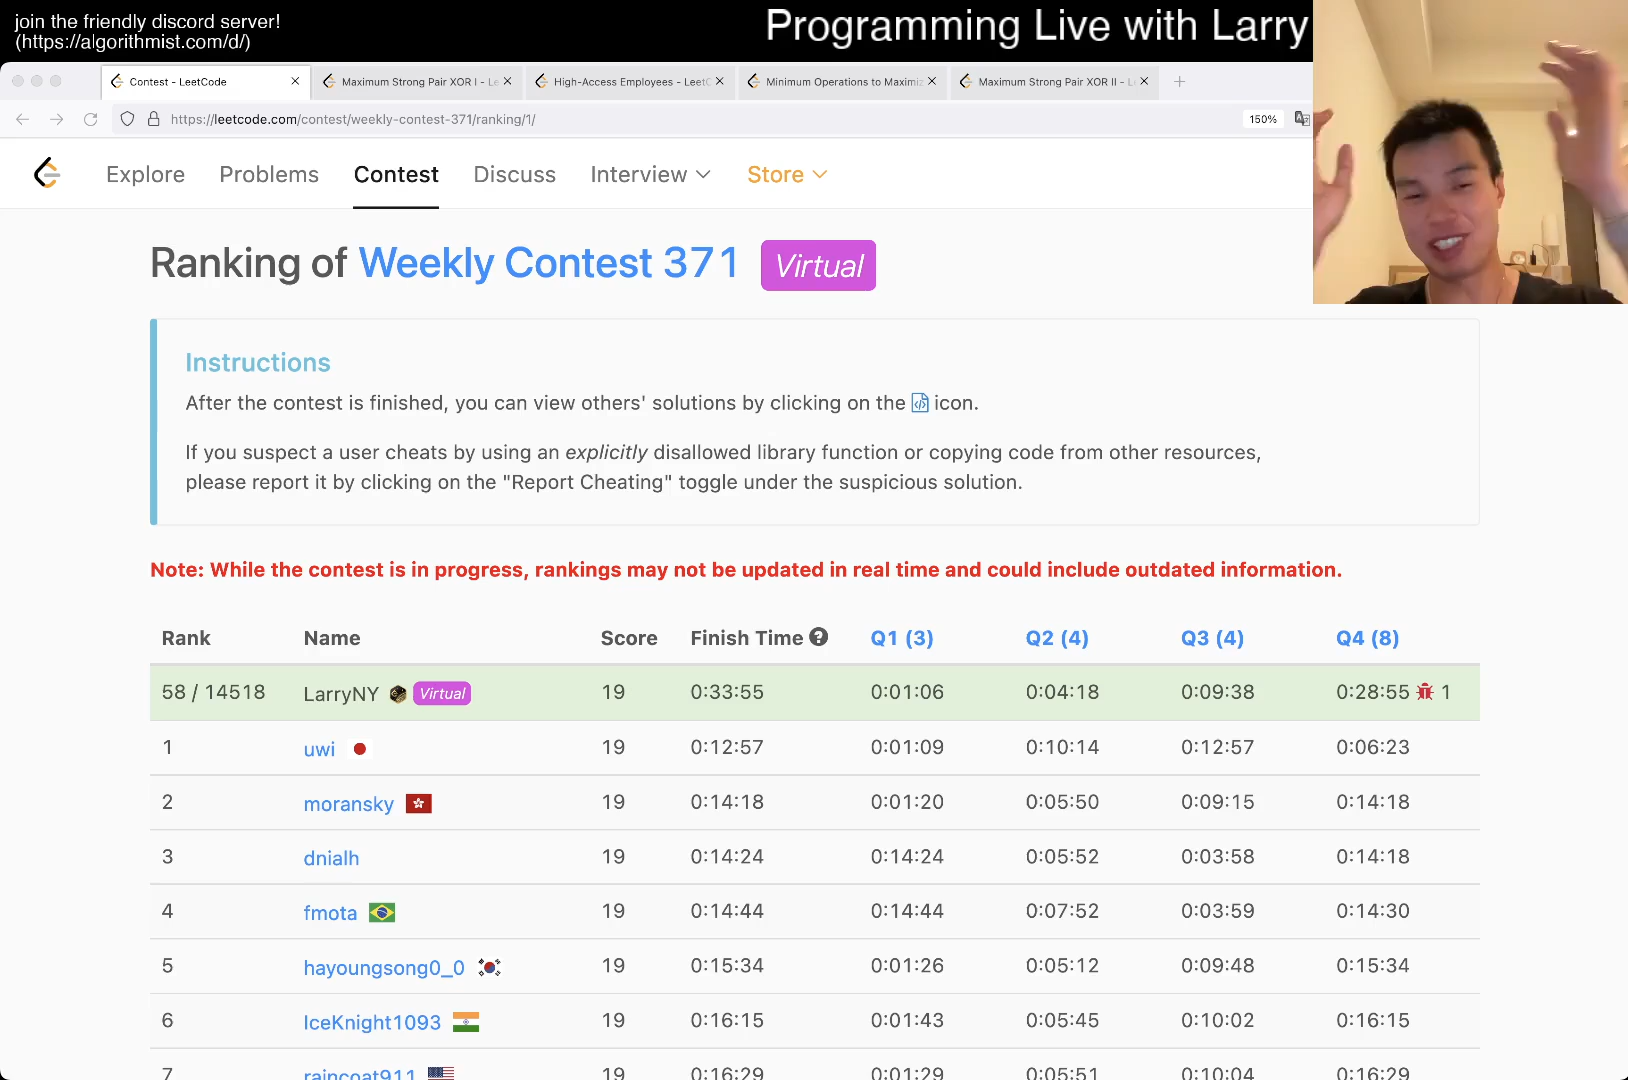 join the friendly discord server!
(https://algorithmist.com/d/)
Programming Live with Larry
Contest - LeetCode
Maximum Strong Pair XOR I - Le
High-Access Employees - LeetC
Minimum Operations to Maximiz
Maximum Strong Pair XOR II - L
https://leetcode.com/contest/weekly-contest-371/ranking/1/
150%
Explore Problems Contest Discuss Interview Store
Ranking of Weekly Contest 371 Virtual
Instructions
After the contest is finished, you can view others' solutions by clicking on the </> icon.
If you suspect a user cheats by using an explicitly disallowed library function or copying code from other resources,
please report it by clicking on the "Report Cheating" toggle under the suspicious solution.
Note: While the contest is in progress, rankings may not be updated in real time and could include outdated information.
Rank Name Score Finish Time ? Q1 (3) Q2 (4) Q3 (4) Q4 (8)
58 / 14518 LarryNY Virtual 19 0:33:55 0:01:06 0:04:18 0:09:38 0:28:55 1
1 uwi 19 0:12:57 0:01:09 0:10:14 0:12:57 0:06:23
2 moransky 19 0:14:18 0:01:20 0:05:50 0:09:15 0:14:18
3 dnialh 19 0:14:24 0:14:24 0:05:52 0:03:58 0:14:18
4 fmota 19 0:14:44 0:14:44 0:07:52 0:03:59 0:14:30
5 hayoungsong0_0 19 0:15:34 0:01:26 0:05:12 0:09:48 0:15:34
6 IceKnight1093 19 0:16:15 0:01:43 0:05:45 0:10:02 0:16:15
7 raincoat911 19 0:16:29 0:01:29 0:05:51 0:10:04 0:16:29